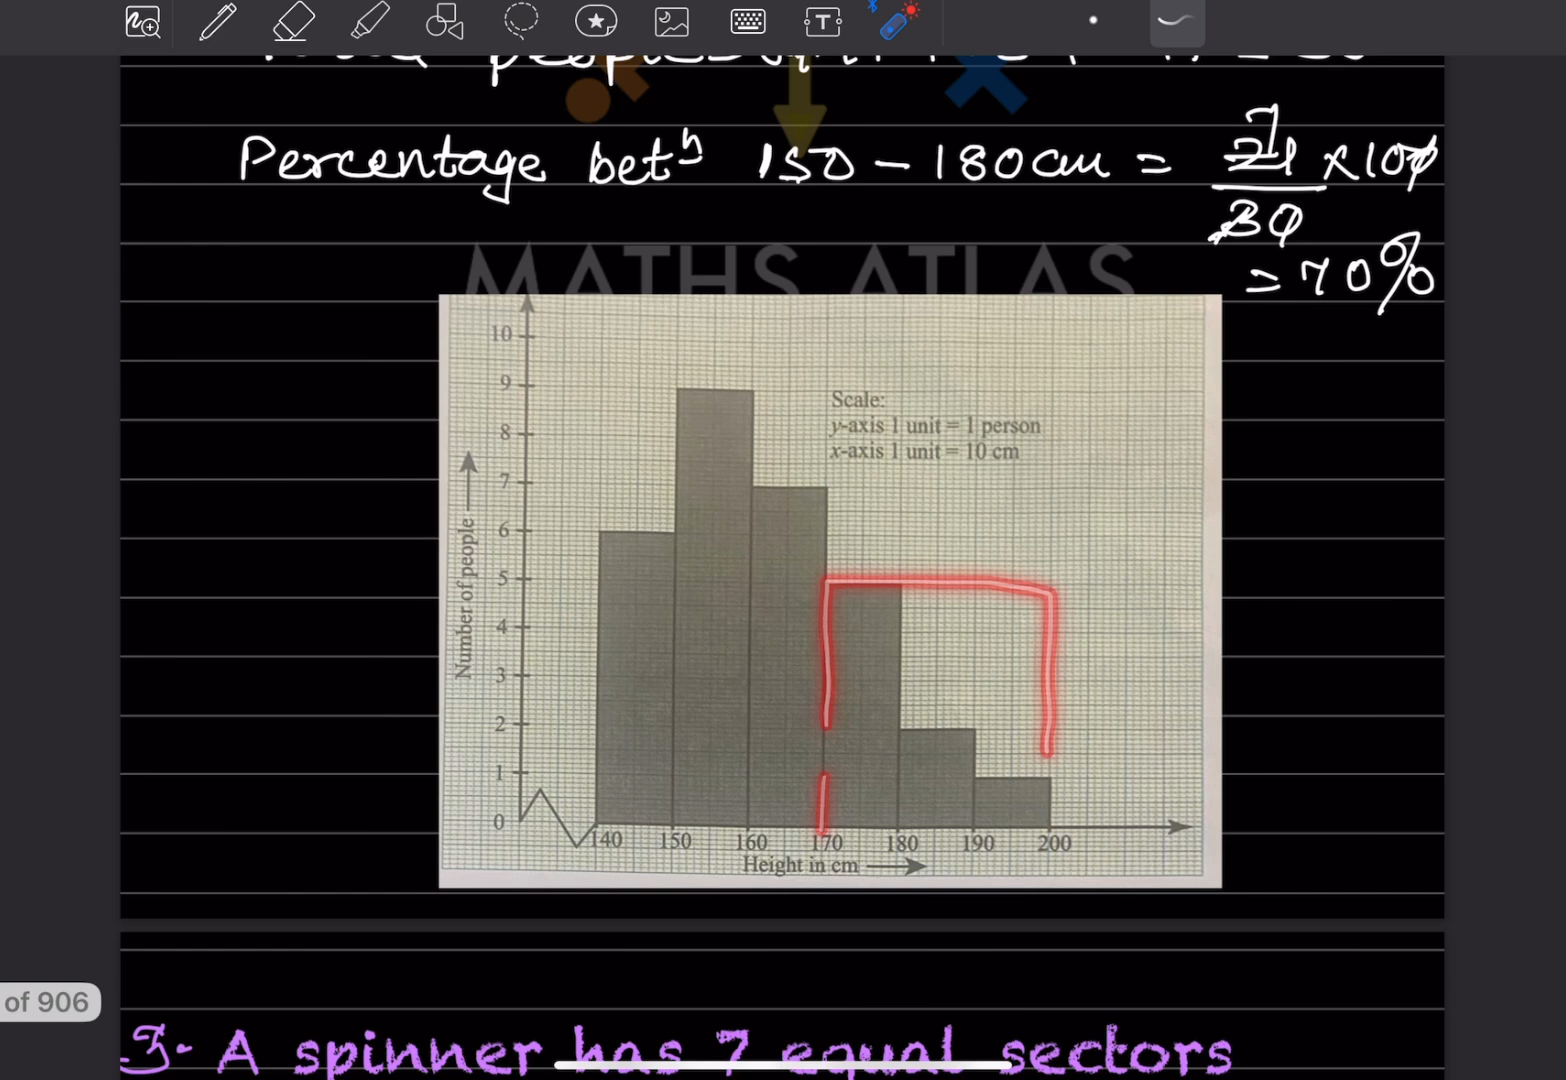 Percentage betⁿ 150 - 180cm = 21/30 × 100
= 70%
MATHS ATLAS
10
9
8
7
6
5
4
3
2
1
0
Number of people
Scale:
y-axis 1 unit = 1 person
x-axis 1 unit = 10 cm
140 150 160 170 180 190 200
Height in cm
of 906
A spinner has 7 equal sectors